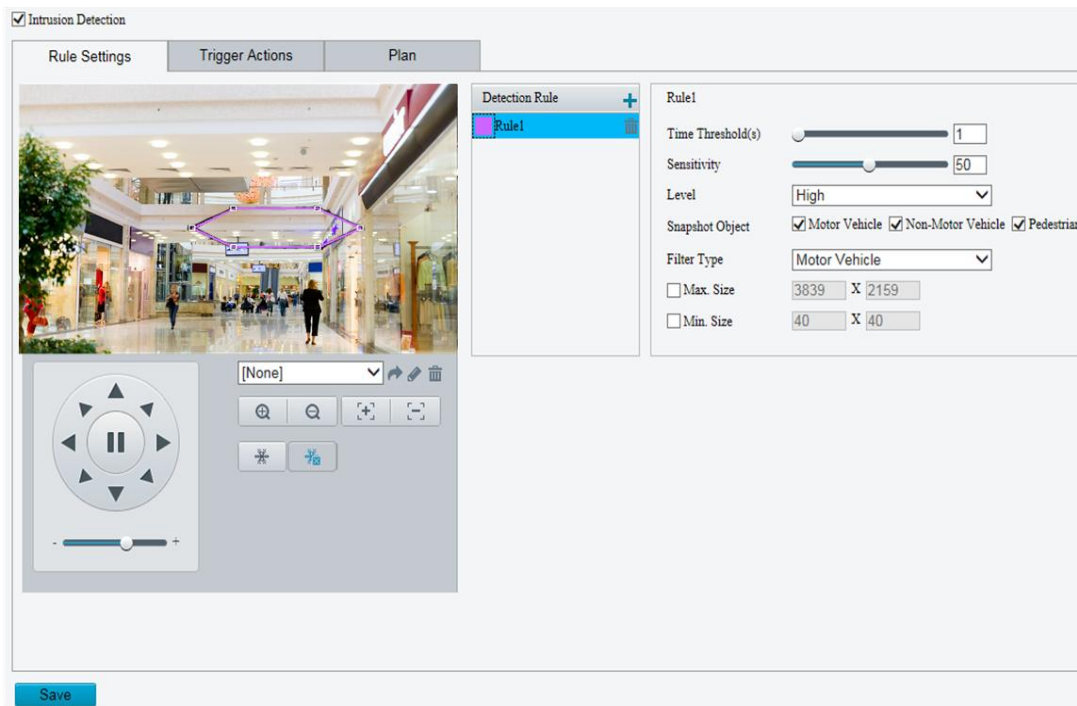 Intrusion Detection
Rule Settings
Trigger Actions
Plan
Detection Rule
Rule1
Rule1
Time Threshold(s) 1
Sensitivity 50
Level High
Snapshot Object Motor Vehicle Non-Motor Vehicle Pedestrian
Filter Type Motor Vehicle
Max. Size 3839 X 2159
Min. Size 40 X 40
[None]
- +
Save